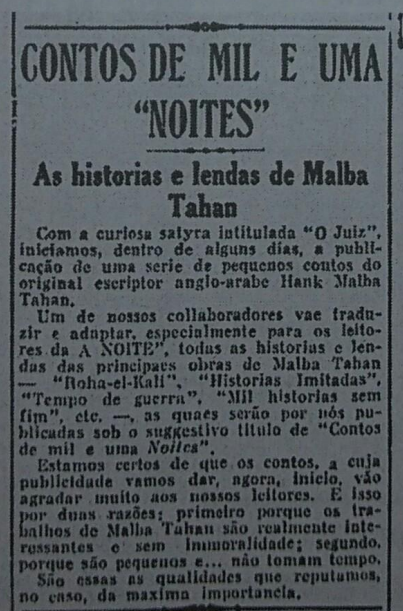 CONTOS DE MIL E UMA
"NOITES"
As historias e lendas de Malba
Tahan
Com a curiosa satyra intitulada "O Juiz",
iniciamos, dentro de alguns dias, a publi-
cação de uma serie de pequenos contos do
original escriptor anglo-arabe Hank Malba
Tahan.
Um de nossos collaboradores vae tradu-
zir e adaptar, especialmente para os leito-
res da A NOITE", todas as historias e len-
das das principaes obras de Malba Tahan
— "Roba-el-Kali", "Historias Imitadas",
"Tempo de guerra", "Mil historias sem
fim", etc. —, as quaes serão por nós pu-
blicadas sob o suggestivo titulo de "Contos
de mil e uma Noites".
Estamos certos de que os contos, a cuja
publicidade vamos dar, agora, inicio, vão
agradar muito aos nossos leitores. E isso
por duas razões; primeiro porque os tra-
balhos de Malba Tahan são realmente inte-
ressantes e sem immoralidade; segundo,
porque são pequenos e... não tomam tempo.
São essas as qualidades que reputamos,
no caso, da maxima importancia.